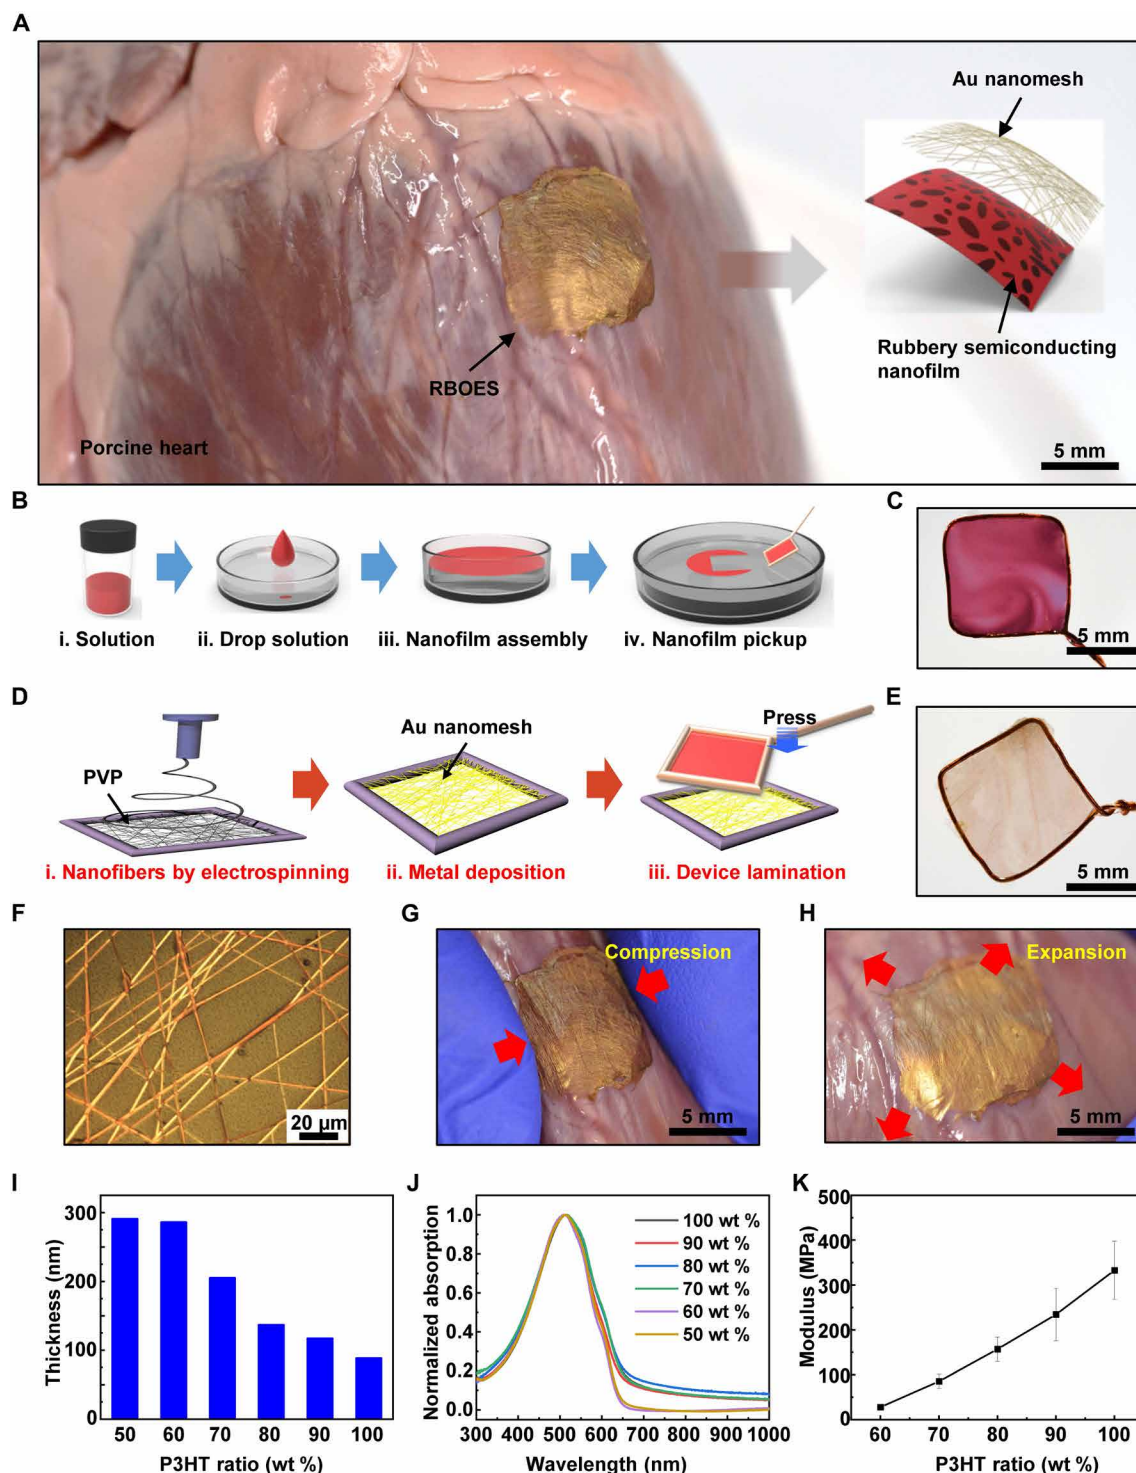 A
Au nanomesh
Rubbery semiconducting
nanofilm
RBOES
Porcine heart
5 mm
B
i. Solution
ii. Drop solution
iii. Nanofilm assembly
iv. Nanofilm pickup
C
5 mm
D
PVP
Au nanomesh
Press
i. Nanofibers by electrospinning
ii. Metal deposition
iii. Device lamination
E
5 mm
F
20 µm
G
Compression
5 mm
H
Expansion
5 mm
I
Thickness (nm)
300
200
100
0
50 60 70 80 90 100
P3HT ratio (wt %)
J
Normalized absorption
1.0
0.8
0.6
0.4
0.2
0.0
100 wt %
90 wt %
80 wt %
70 wt %
60 wt %
50 wt %
300 400 500 600 700 800 900 1000
Wavelength (nm)
K
Modulus (MPa)
500
400
300
200
100
0
60 70 80 90 100
P3HT ratio (wt %)